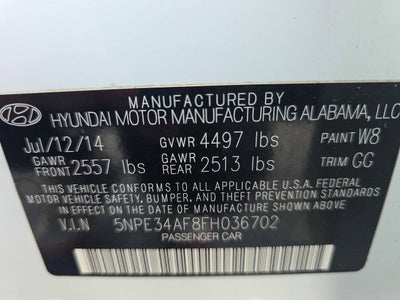 MANUFACTURED BY
HYUNDAI MOTOR MANUFACTURING ALABAMA, LLC
Jul/12/14 GVWR 4497 lbs PAINT W8
GAWR FRONT 2557 lbs GAWR REAR 2513 lbs TRIM GG
THIS VEHICLE CONFORMS TO ALL APPLICABLE U.S.A. FEDERAL
MOTOR VEHICLE SAFETY, BUMPER, AND THEFT PREVENTION STANDARDS
IN EFFECT ON THE DATE OF MANUFACTURE SHOWN ABOVE.
V.I.N 5NPE34AF8FH036702
PASSENGER CAR